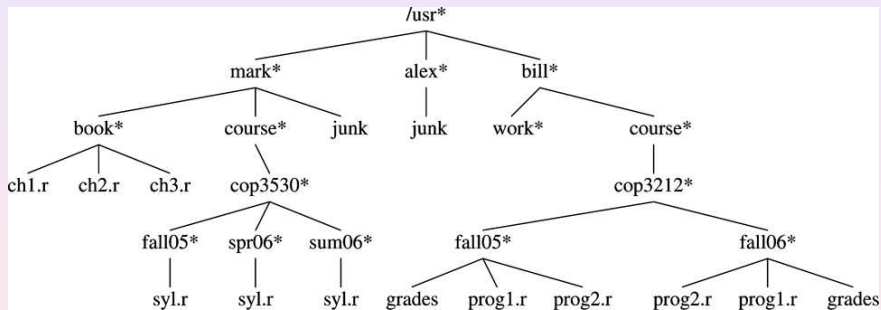 /usr*
mark* alex* bill*
book* course* junk junk work* course*
ch1.r ch2.r ch3.r cop3530* cop3212*
fall05* spr06* sum06* fall05* fall06*
syl.r syl.r syl.r grades prog1.r prog2.r prog2.r prog1.r grades